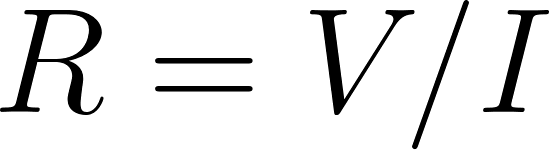 R = V/I